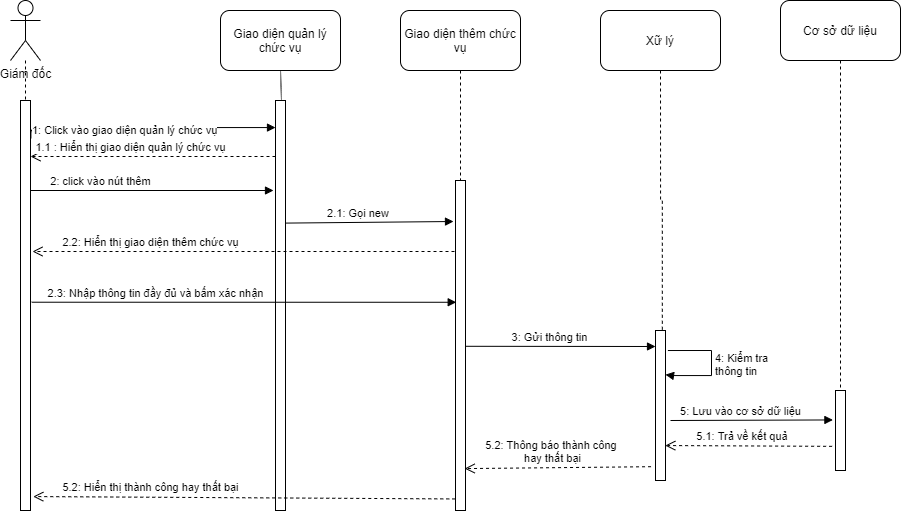 Giám đốc
Giao diện quản lý
chức vụ
Giao diện thêm chức
vụ
Xữ lý
Cơ sở dữ liệu
1: Click vào giao diện quản lý chức vụ
1.1 : Hiển thị giao diện quản lý chức vụ
2: click vào nút thêm
2.1: Gọi new
2.2: Hiển thị giao diện thêm chức vụ
2.3: Nhập thông tin đầy đủ và bấm xác nhận
3: Gửi thông tin
4: Kiểm tra
thông tin
5: Lưu vào cơ sở dữ liệu
5.1: Trả về kết quả
5.2: Thông báo thành công
hay thất bại
5.2: Hiển thị thành công hay thất bại